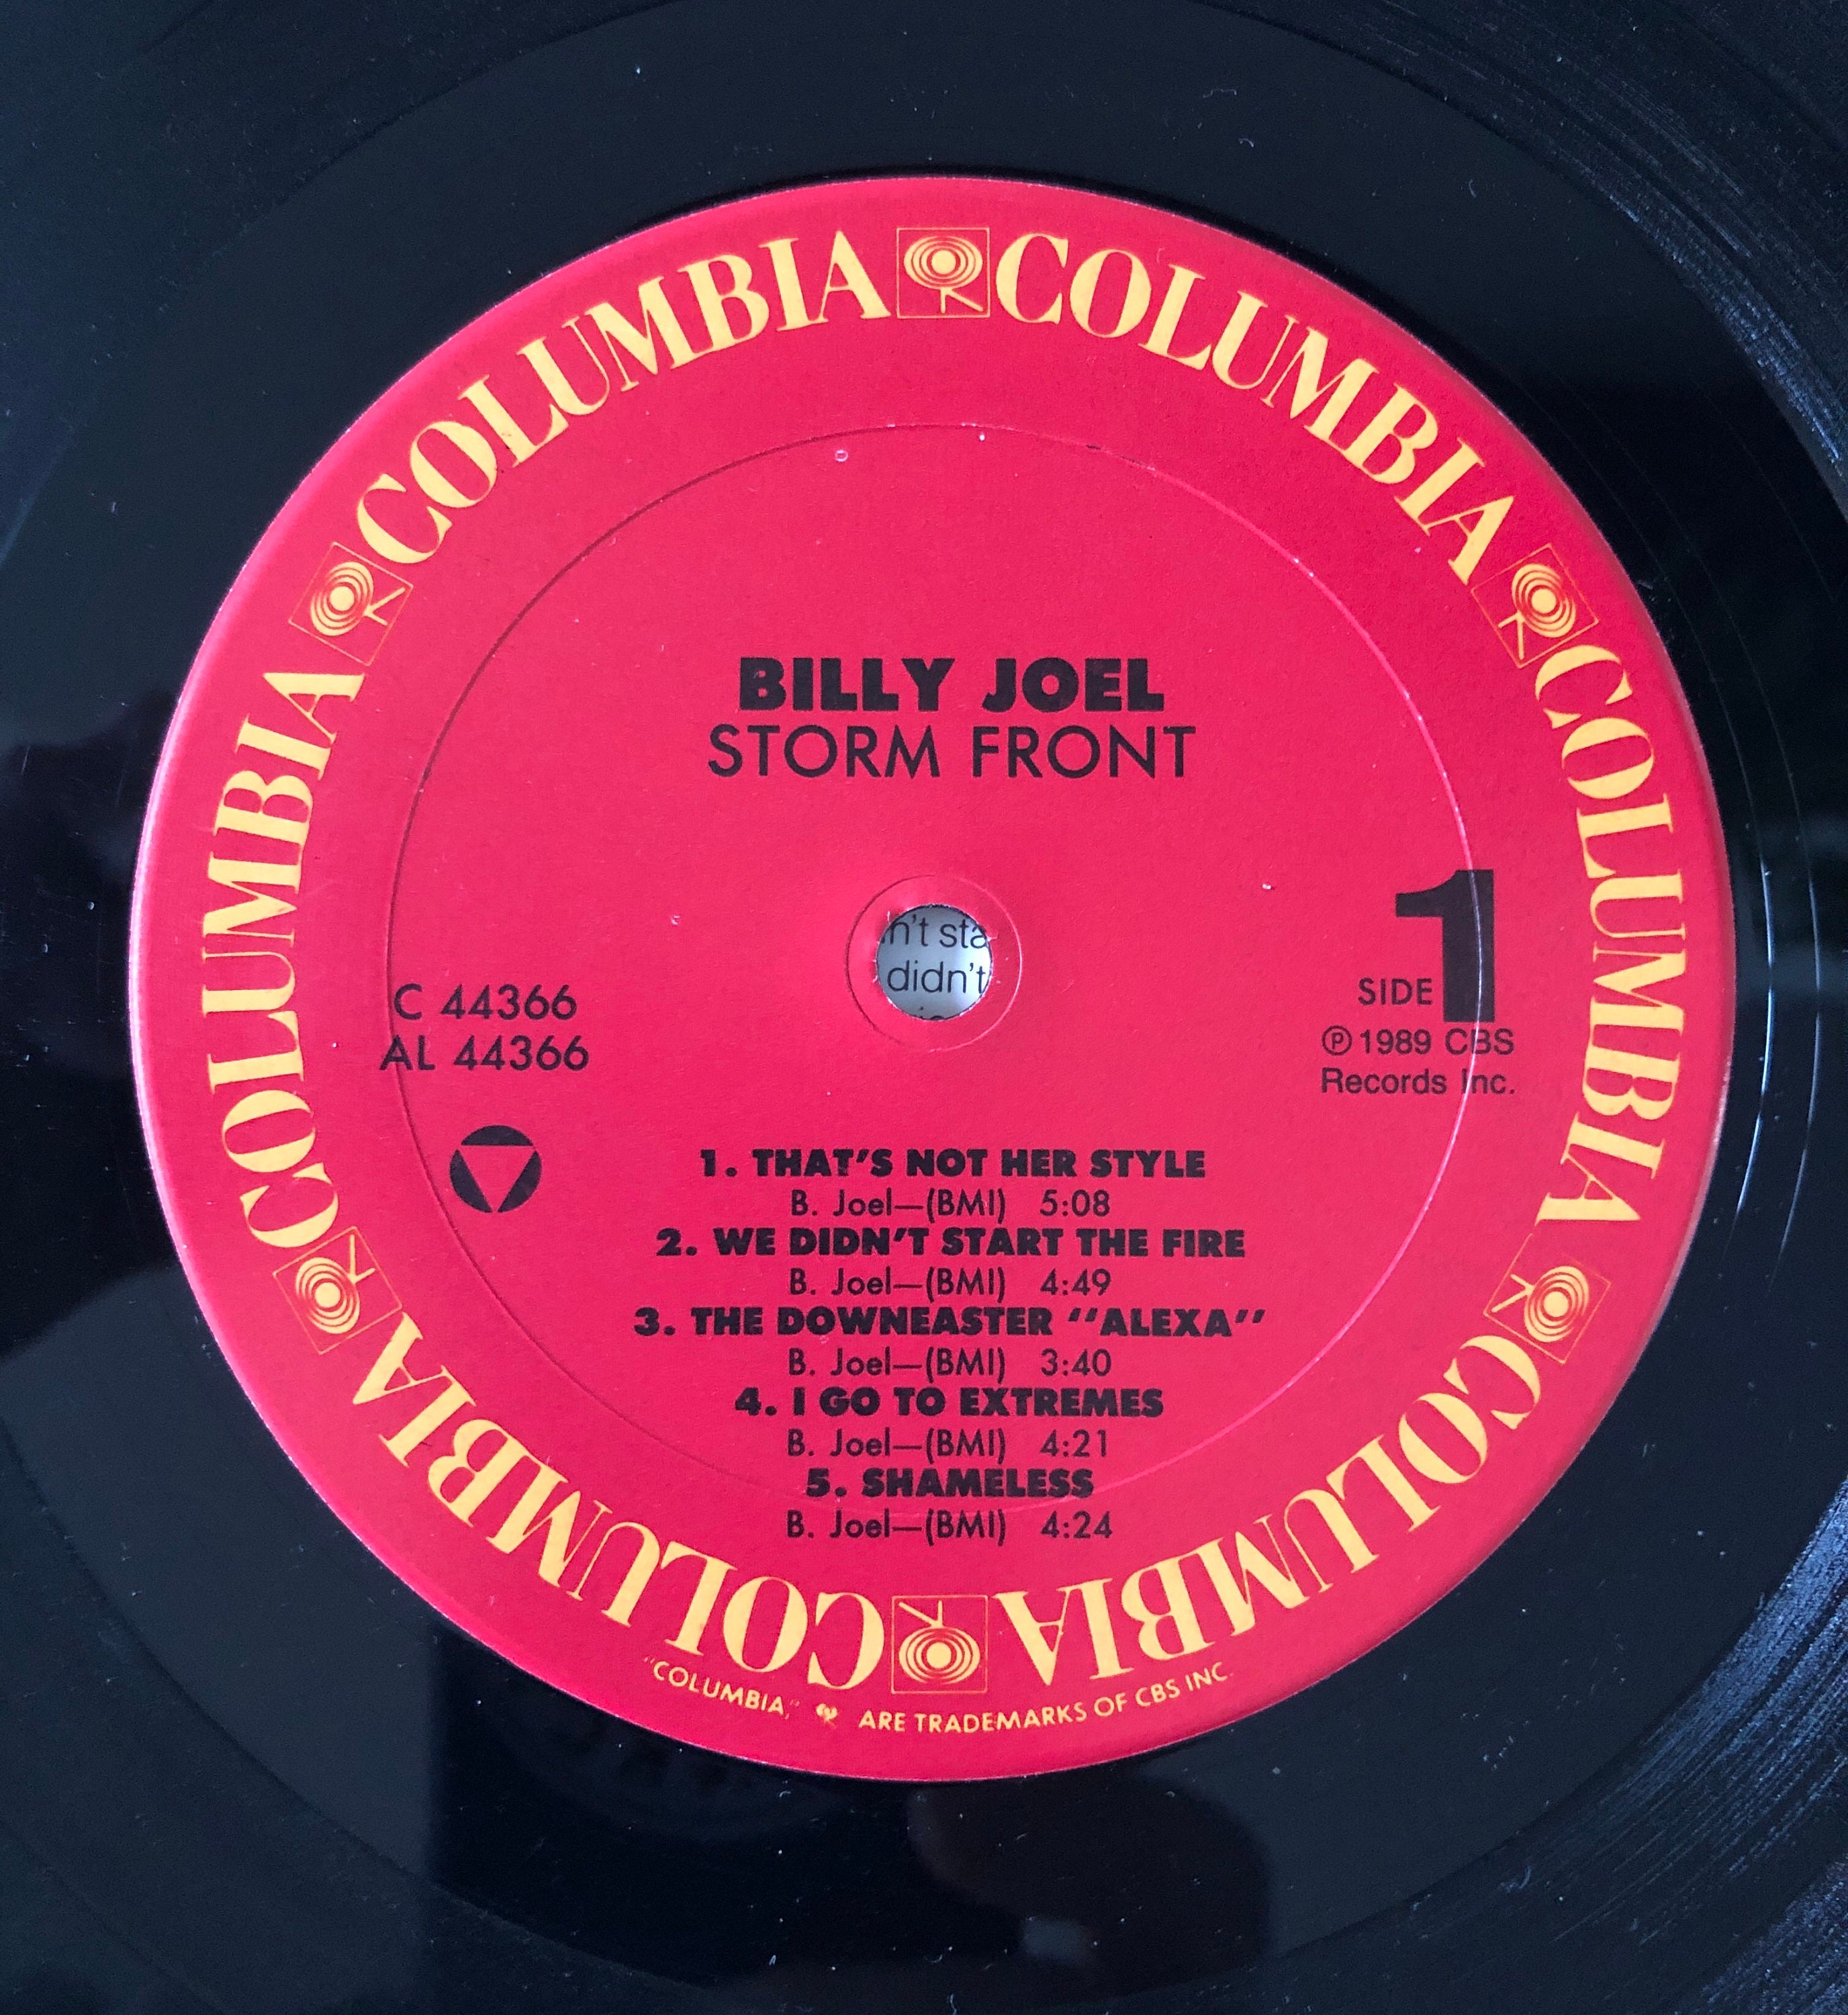 COLUMBIA COLUMBIA COLUMBIA COLUMBIA COLUMBIA COLUMBIA
BILLY JOEL
STORM FRONT
n't sta
didn't
C 44366
AL 44366
SIDE 1
℗ 1989 CBS
Records Inc.
1. THAT'S NOT HER STYLE
B. Joel—(BMI) 5:08
2. WE DIDN'T START THE FIRE
B. Joel—(BMI) 4:49
3. THE DOWNEASTER "ALEXA"
B. Joel—(BMI) 3:40
4. I GO TO EXTREMES
B. Joel—(BMI) 4:21
5. SHAMELESS
B. Joel—(BMI) 4:24
"COLUMBIA," ARE TRADEMARKS OF CBS INC.